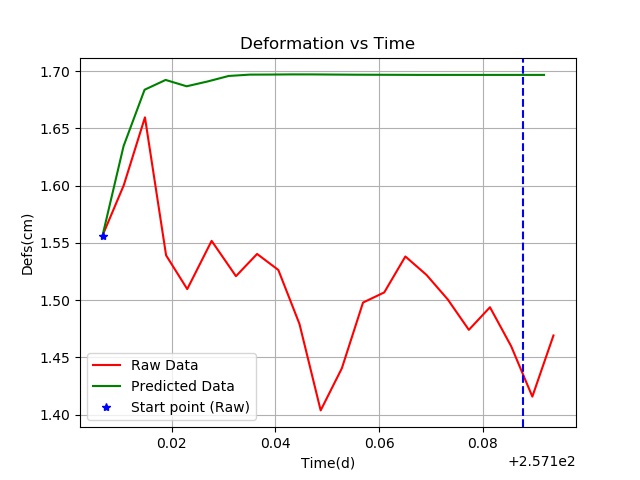 Deformation vs Time
Defs(cm)
1.70
1.65
1.60
1.55
1.50
1.45
1.40
Raw Data
Predicted Data
Start point (Raw)
0.02 0.04 0.06 0.08
+2.571e2
Time(d)